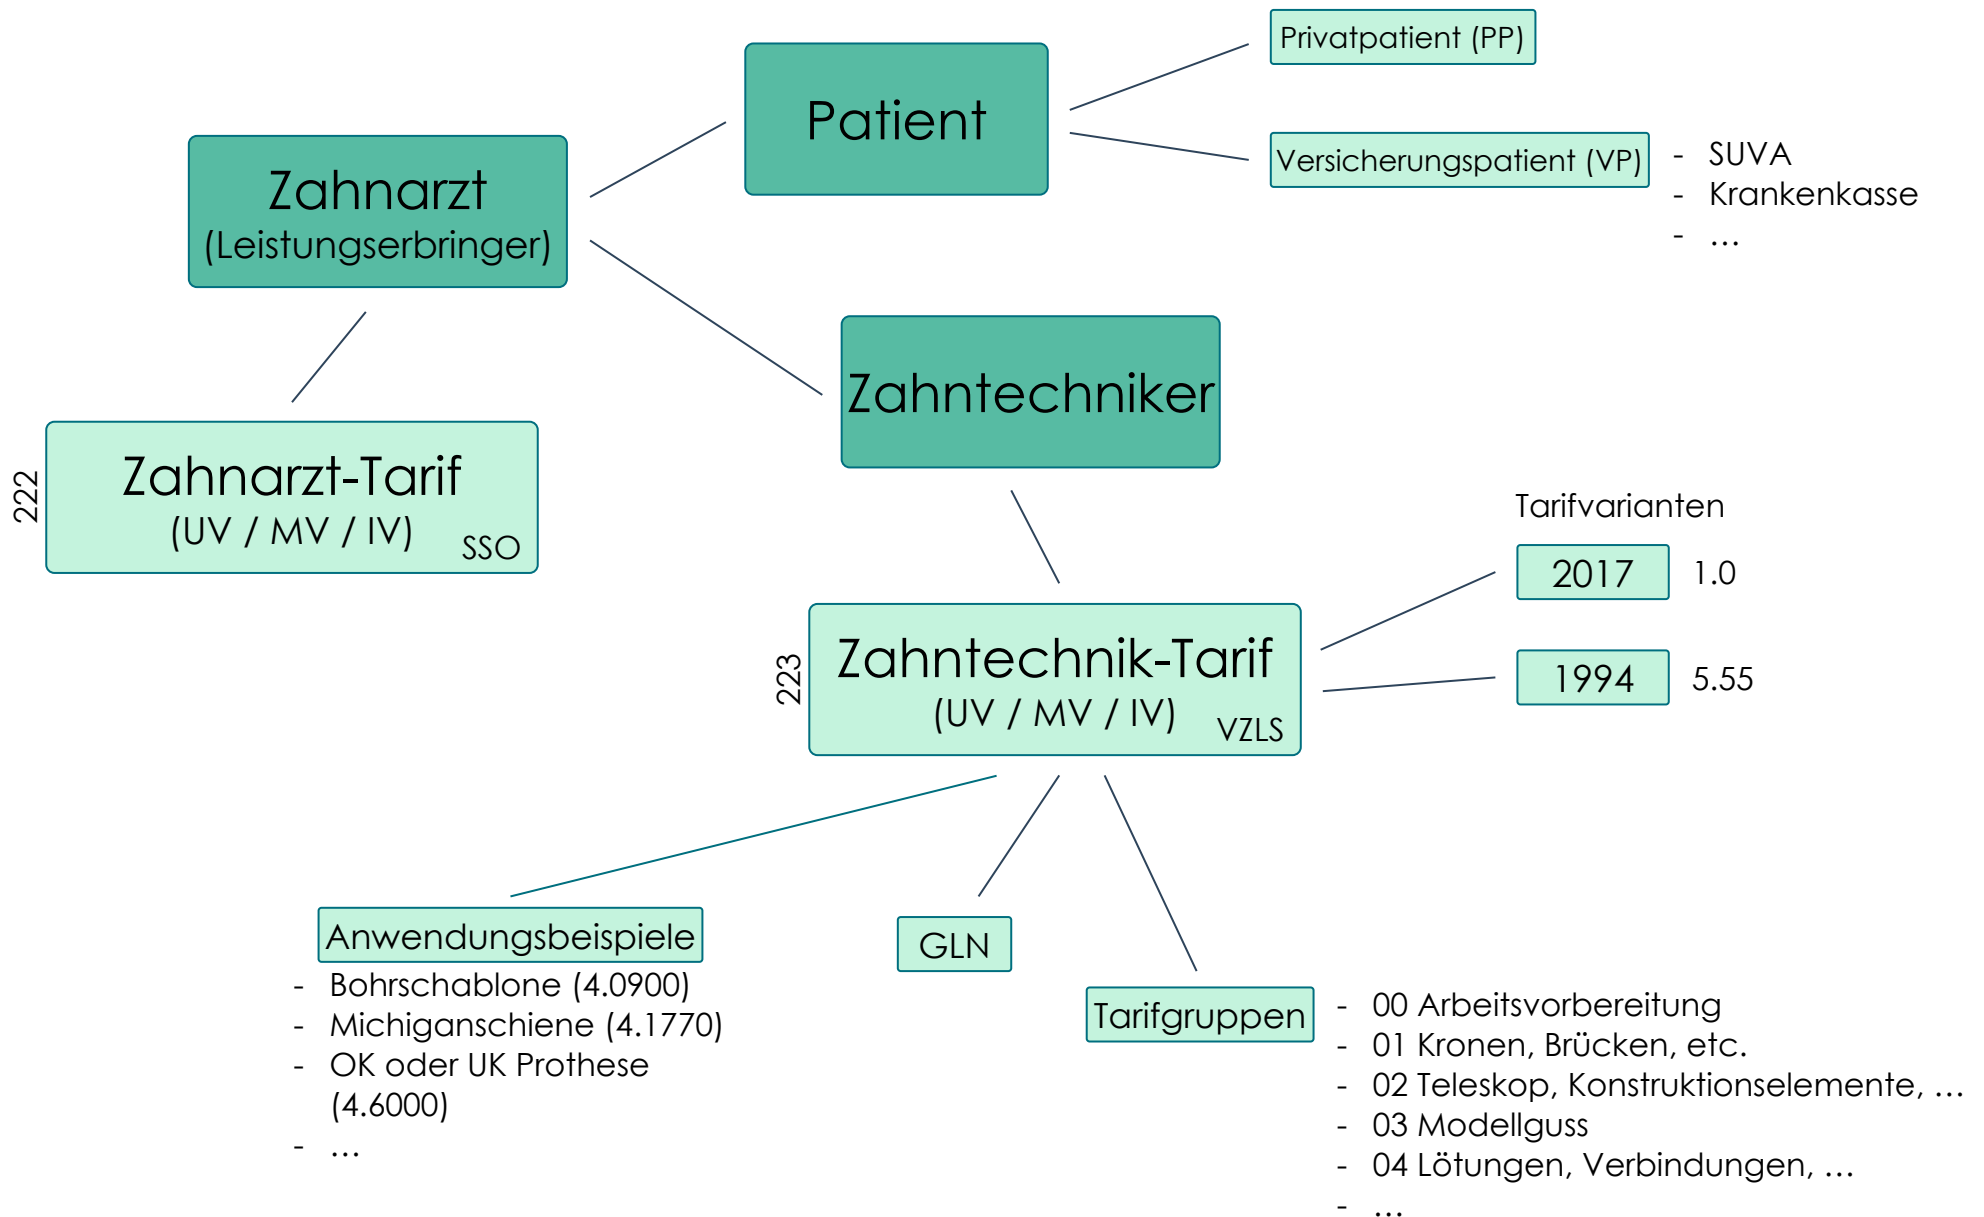 Privatpatient (PP)
Patient
Versicherungspatient (VP)
- SUVA
- Krankenkasse
- …
Zahnarzt
(Leistungserbringer)
Zahntechniker
222
Zahnarzt-Tarif
(UV / MV / IV)
SSO
Tarifvarianten
2017
1.0
1994
5.55
223
Zahntechnik-Tarif
(UV / MV / IV)
VZLS
Anwendungsbeispiele
- Bohrschablone (4.0900)
- Michiganschiene (4.1770)
- OK oder UK Prothese
(4.6000)
- …
GLN
Tarifgruppen
- 00 Arbeitsvorbereitung
- 01 Kronen, Brücken, etc.
- 02 Teleskop, Konstruktionselemente, …
- 03 Modellguss
- 04 Lötungen, Verbindungen, …
- …